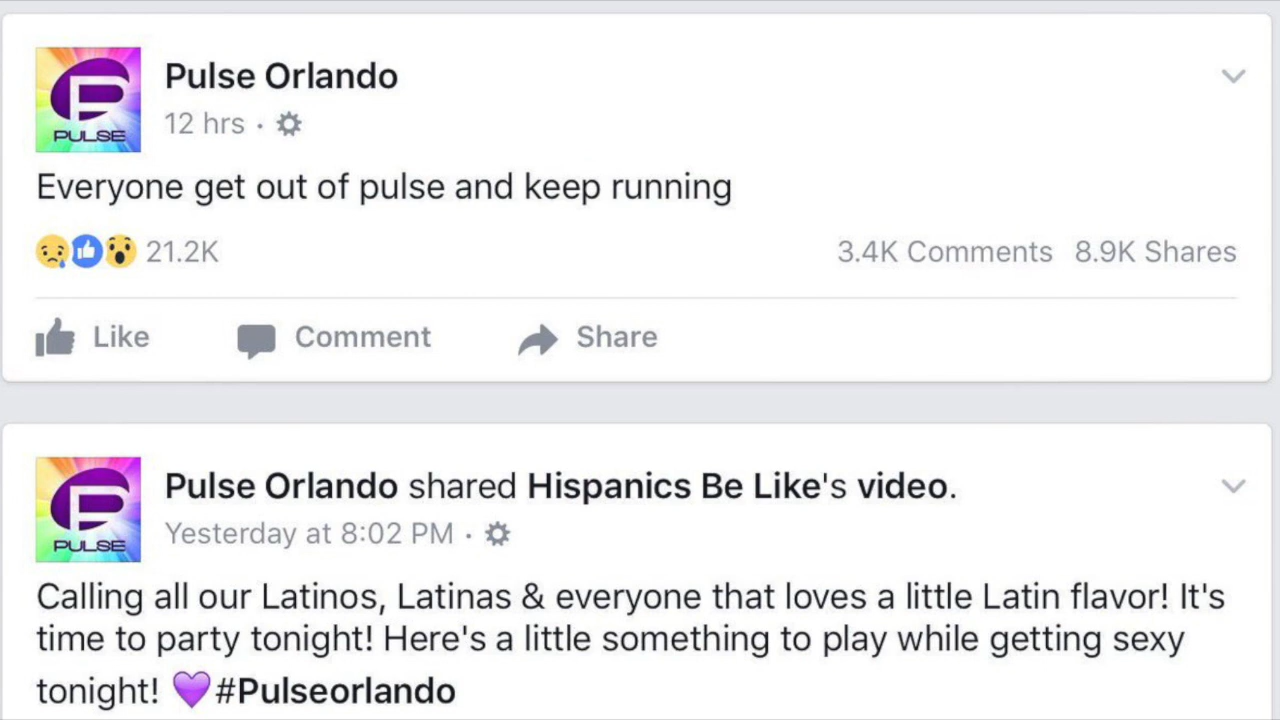 PULSE
Pulse Orlando
12 hrs ·
Everyone get out of pulse and keep running
21.2K
3.4K Comments 8.9K Shares
Like Comment Share
PULSE
Pulse Orlando shared Hispanics Be Like's video.
Yesterday at 8:02 PM ·
Calling all our Latinos, Latinas & everyone that loves a little Latin flavor! It's
time to party tonight! Here's a little something to play while getting sexy
tonight! 💜#Pulseorlando